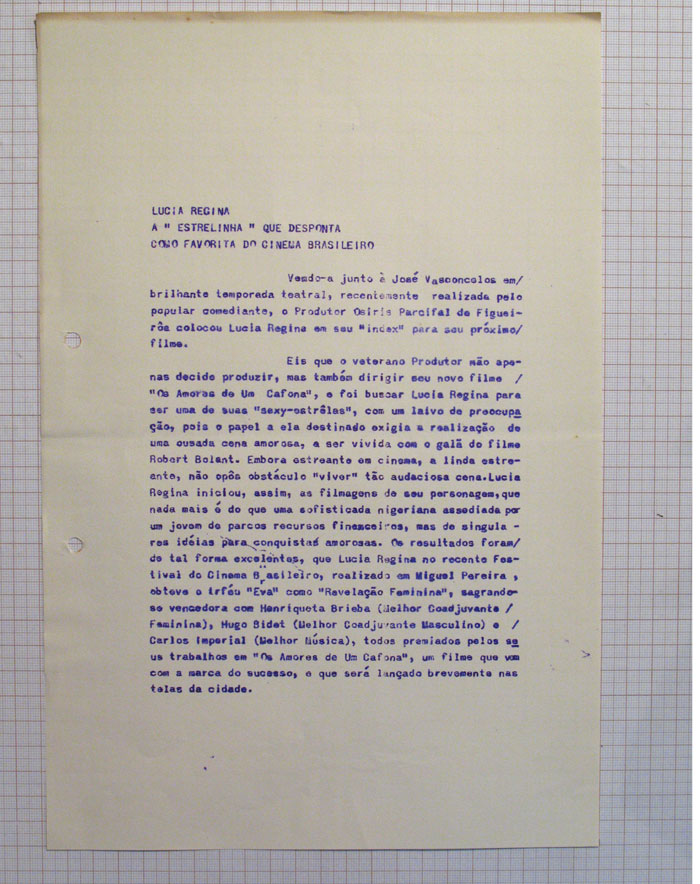 LUCIA REGINA
A " ESTRELINHA " QUE DESPONTA
COMO FAVORITA DO CINEMA BRASILEIRO
Vendo-a junto à José Vasconcelos em/
brilhante temporada teatral, recentemente realizada pelo
popular comediante, o Produtor Osiris Parcifal de Figuei-
rôa colocou Lucia Regina em seu "index" para seu próximo/
filme.
Eis que o veterano Produtor não ape-
nas decide produzir, mas também dirigir seu novo filme /
"Os Amores de Um Cafona", e foi buscar Lucia Regina para
ser uma de suas "sexy-estrêlas", com um laivo de preocupa
ção, pois o papel a ela destinado exigia a realização de
uma ousada cena amorosa, a ser vivida com o galã do filme
Robert Bolant. Embora estreante em cinema, a linda estre-
ante, não opôs obstáculo "viver" tão audaciosa cena.Lucia
Regina iniciou, assim, as filmagens de seu personagem,que
nada mais é do que uma sofisticada nigeriana assediada por
um jovem de parcos recursos financeiros, mas de singula -
res idéias para conquistas amorosas. Os resultados foram/
de tal forma excelentes, que Lucia Regina no recente Fes-
tival do Cinema Brasileiro, realizado em Miguel Pereira ,
obteve o trféu "Eva" como "Revelação Feminina", sagrando-
se vencedora com Henriqueta Brieba (Melhor Coadjuvante /
Feminina), Hugo Bidet (Melhor Coadjuvante Masculino) e /
Carlos Imperial (Melhor Música), todos premiados pelos se
us trabalhos em "Os Amores de Um Cafona", um filme que vem
com a marca do sucesso, e que será lançado brevemente nas
telas da cidade.